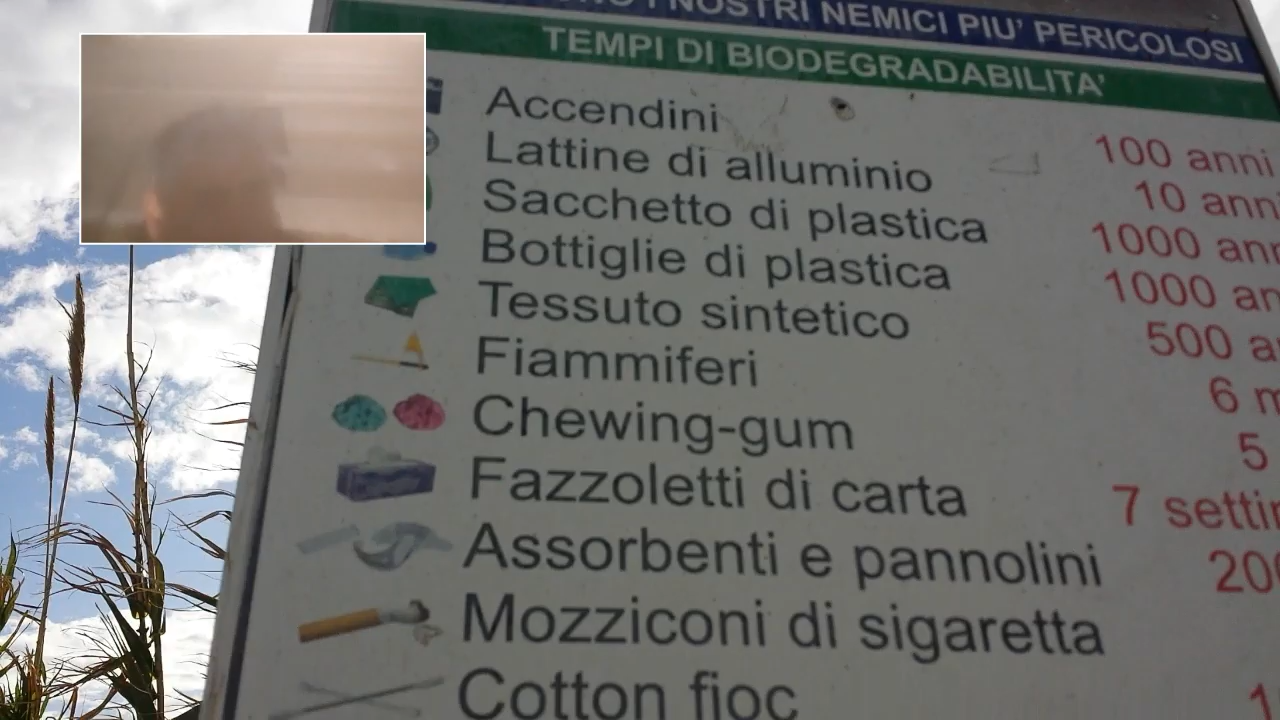 I NOSTRI NEMICI PIU' PERICOLOSI
TEMPI DI BIODEGRADABILITA'
Accendini 100 anni
Lattine di alluminio 10 anni
Sacchetto di plastica 1000
Bottiglie di plastica 1000
Tessuto sintetico 500
Fiammiferi 6
Chewing-gum 5
Fazzoletti di carta 7
Assorbenti e pannolini
Mozziconi di sigaretta
Cotton fioc